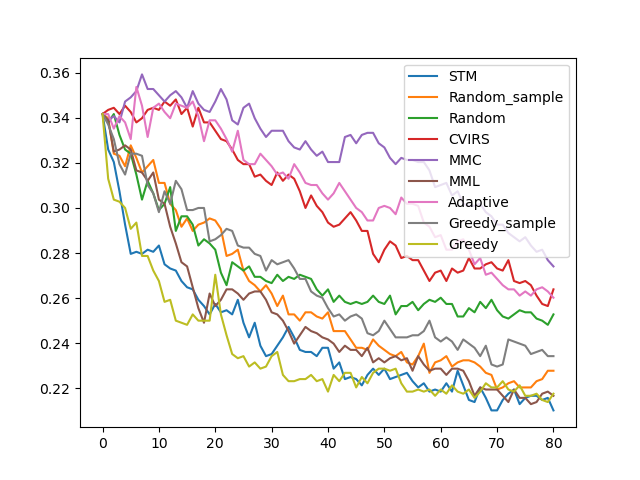 0.36
0.34
0.32
0.30
0.28
0.26
0.24
0.22
0 10 20 30 40 50 60 70 80
STM
Random_sample
Random
CVIRS
MMC
MML
Adaptive
Greedy_sample
Greedy